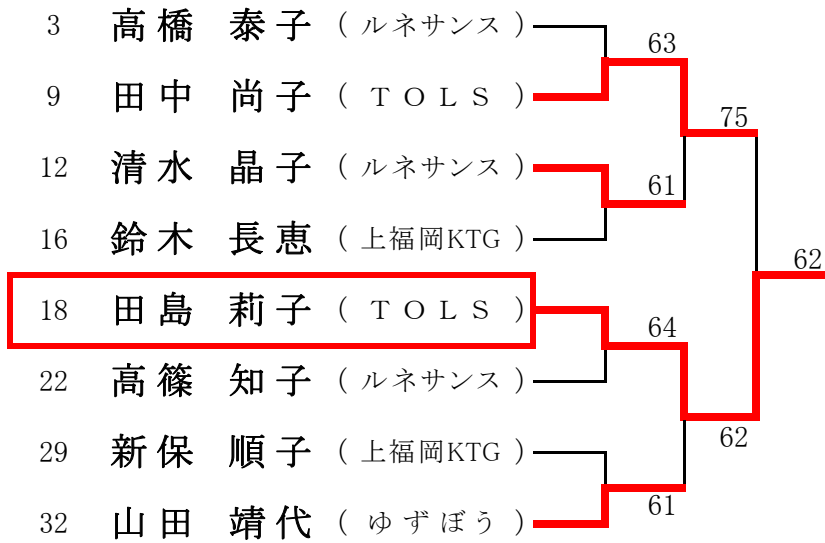 3 高橋 泰子 ( ルネサンス )
63
9 田中 尚子 ( TOLS )
75
12 清水 晶子 ( ルネサンス )
61
16 鈴木 長恵 ( 上福岡KTG )
62
18 田島 莉子 ( TOLS )
64
22 高篠 知子 ( ルネサンス )
62
29 新保 順子 ( 上福岡KTG )
61
32 山田 靖代 ( ゆずぼう )